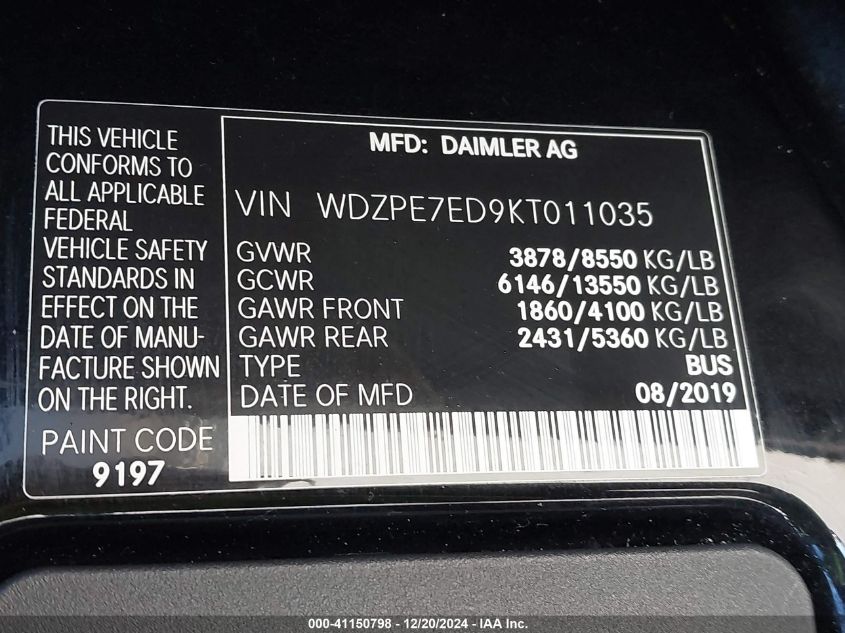 THIS VEHICLE
CONFORMS TO
ALL APPLICABLE
FEDERAL
VEHICLE SAFETY
STANDARDS IN
EFFECT ON THE
DATE OF MANU-
FACTURE SHOWN
ON THE RIGHT.
PAINT CODE
9197
MFD: DAIMLER AG
VIN WDZPE7ED9KT011035
GVWR 3878/8550 KG/LB
GCWR 6146/13550 KG/LB
GAWR FRONT 1860/4100 KG/LB
GAWR REAR 2431/5360 KG/LB
TYPE BUS
DATE OF MFD 08/2019
000-41150798 - 12/20/2024 - IAA Inc.